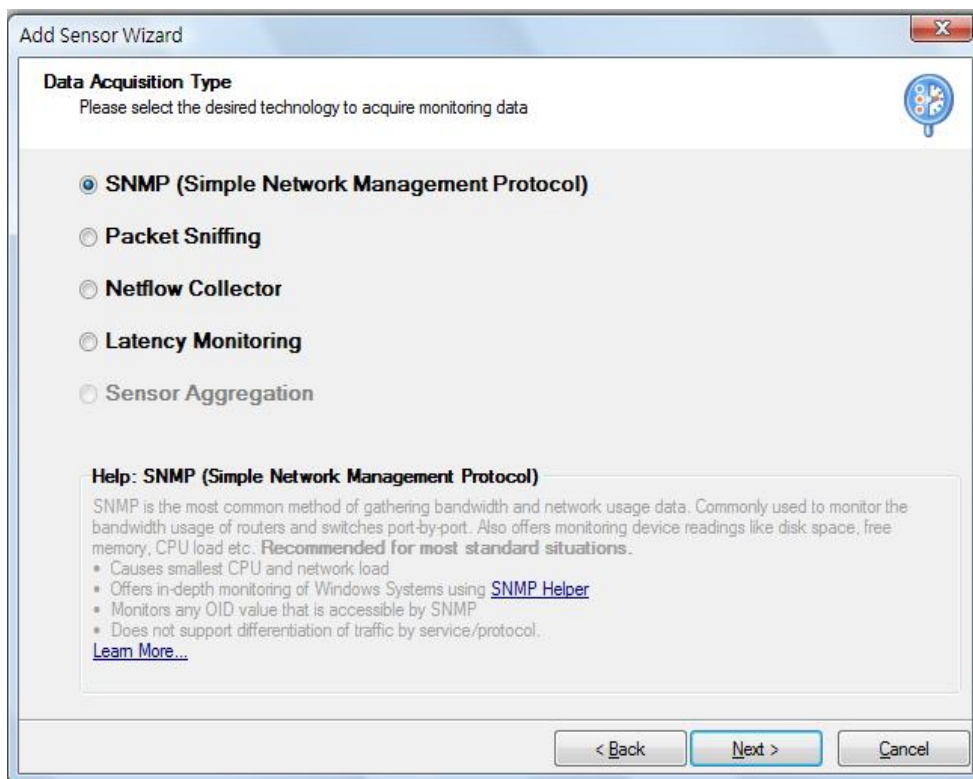 Add Sensor Wizard
Data Acquisition Type
Please select the desired technology to acquire monitoring data
SNMP (Simple Network Management Protocol)
Packet Sniffing
Netflow Collector
Latency Monitoring
Sensor Aggregation
Help: SNMP (Simple Network Management Protocol)
SNMP is the most common method of gathering bandwidth and network usage data. Commonly used to monitor the
bandwidth usage of routers and switches port-by-port. Also offers monitoring device readings like disk space, free
memory, CPU load etc. Recommended for most standard situations.
• Causes smallest CPU and network load
• Offers in-depth monitoring of Windows Systems using SNMP Helper
• Monitors any OID value that is accessible by SNMP
• Does not support differentiation of traffic by service/protocol.
Learn More...
< Back Next > Cancel